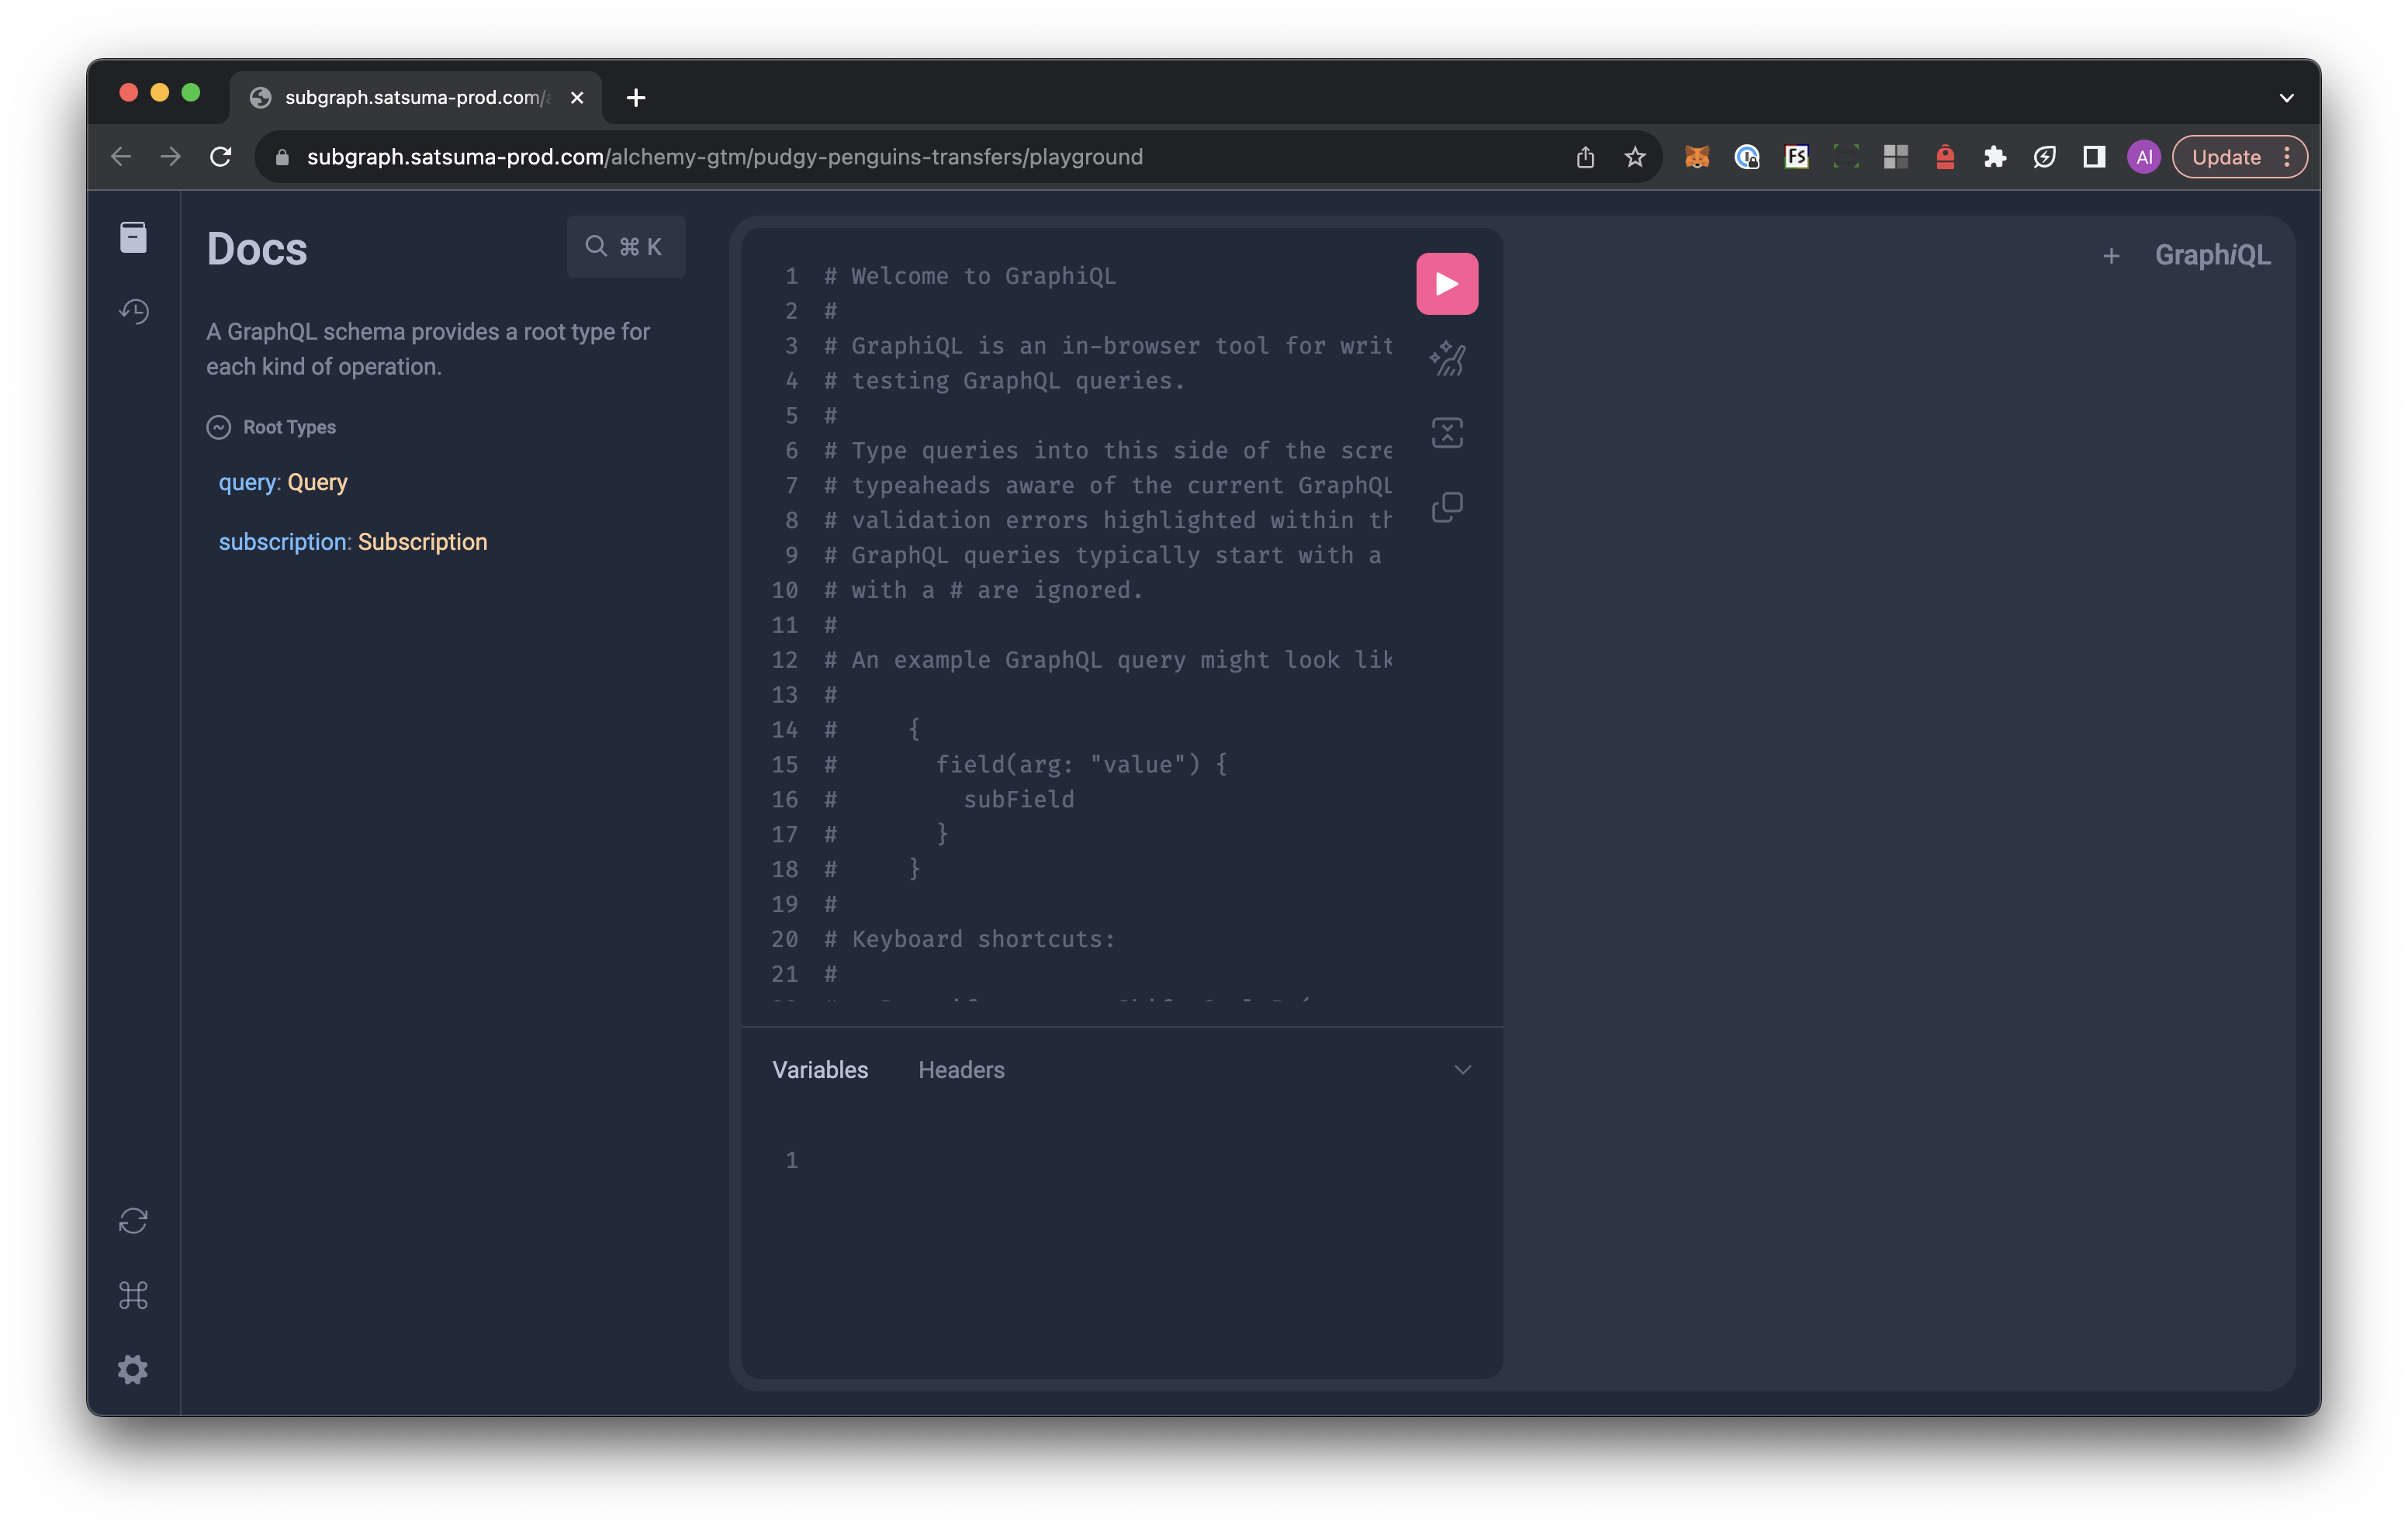 subgraph.satsuma-prod.com/
subgraph.satsuma-prod.com/alchemy-gtm/pudgy-penguins-transfers/playground
FS
AI
Update
Docs
⌘ K
A GraphQL schema provides a root type for
each kind of operation.
Root Types
query: Query
subscription: Subscription
1 # Welcome to GraphiQL
2 #
3 # GraphiQL is an in-browser tool for writ
4 # testing GraphQL queries.
5 #
6 # Type queries into this side of the scre
7 # typeaheads aware of the current GraphQL
8 # validation errors highlighted within th
9 # GraphQL queries typically start with a
10 # with a # are ignored.
11 #
12 # An example GraphQL query might look lik
13 #
14 #     {
15 #       field(arg: "value") {
16 #         subField
17 #       }
18 #     }
19 #
20 # Keyboard shortcuts:
21 #
Variables Headers
1
+ GraphiQL